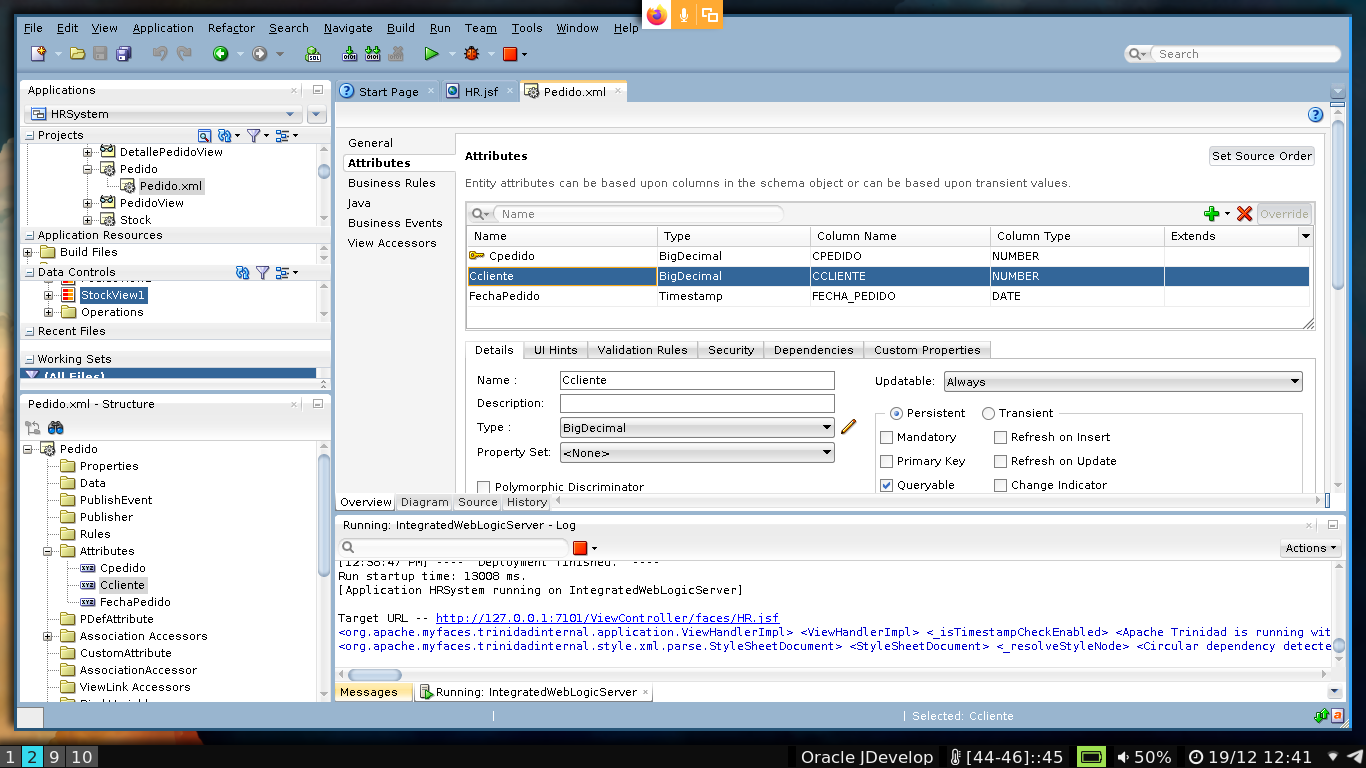 File Edit View Application Refactor Search Navigate Build Run Team Tools Window Help
Search
Applications
HRSystem
Projects
DetallePedidoView
Pedido
Pedido.xml
PedidoView
Stock
Application Resources
Build Files
Data Controls
StockView1
Operations
Recent Files
Working Sets
(All Files)
Pedido.xml - Structure
Pedido
Properties
Data
PublishEvent
Publisher
Rules
Attributes
Cpedido
Ccliente
FechaPedido
PDefAttribute
Association Accessors
CustomAttribute
AssociationAccessor
ViewLink Accessors
Start Page HR.jsf Pedido.xml
General
Attributes
Business Rules
Java
Business Events
View Accessors
Attributes
Set Source Order
Entity attributes can be based upon columns in the schema object or can be based upon transient values.
Name
Override
Name Type Column Name Column Type Extends
Cpedido BigDecimal CPEDIDO NUMBER
Ccliente BigDecimal CCLIENTE NUMBER
FechaPedido Timestamp FECHA_PEDIDO DATE
Details UI Hints Validation Rules Security Dependencies Custom Properties
Name : Ccliente
Description:
Type : BigDecimal
Property Set: <None>
Polymorphic Discriminator
Updatable: Always
Persistent Transient
Mandatory Refresh on Insert
Primary Key Refresh on Update
Queryable Change Indicator
Overview Diagram Source History
Running: IntegratedWebLogicServer - Log
Actions
[12:38:47 PM] ---- Deployment finished. ----
Run startup time: 13008 ms.
[Application HRSystem running on IntegratedWebLogicServer]
Target URL -- http://127.0.0.1:7101/ViewController/faces/HR.jsf
<org.apache.myfaces.trinidadinternal.application.ViewHandlerImpl> <ViewHandlerImpl> <_isTimestampCheckEnabled> <Apache Trinidad is running wit
<org.apache.myfaces.trinidadinternal.style.xml.parse.StyleSheetDocument> <StyleSheetDocument> <_resolveStyleNode> <Circular dependency detecte
Messages Running: IntegratedWebLogicServer
Selected: Ccliente
1 2 9 10
Oracle JDevelop [44-46]::45 50% 19/12 12:41